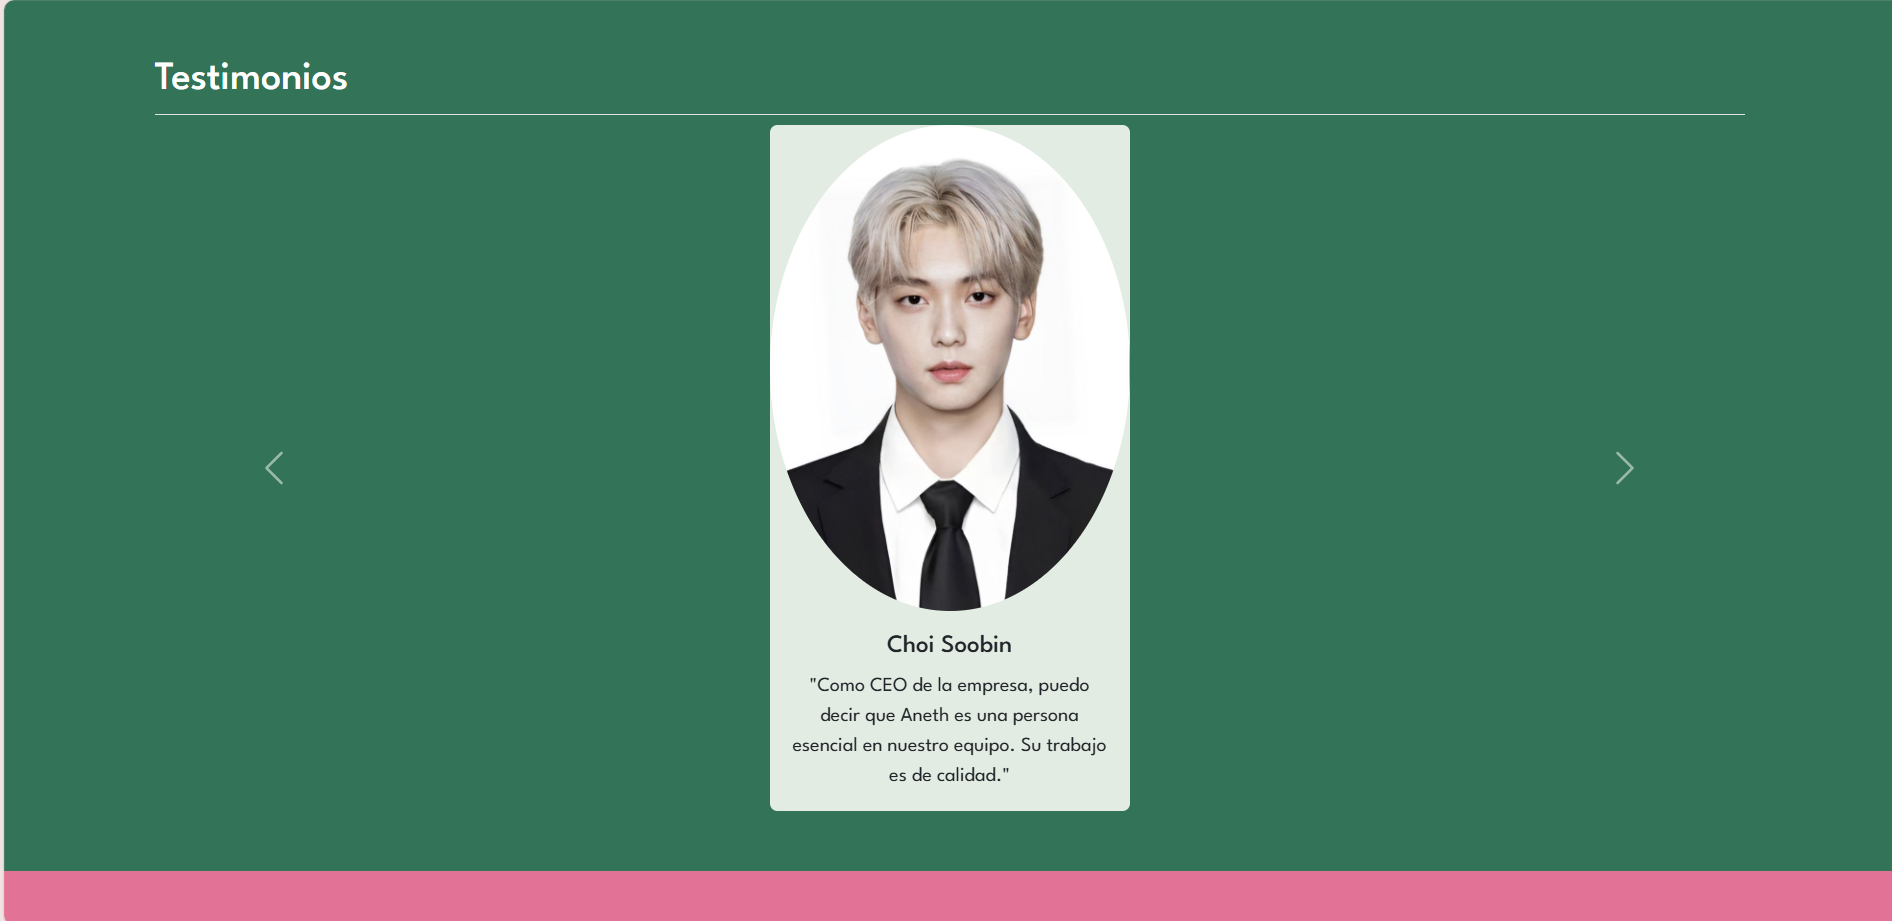 Testimonios
Choi Soobin
"Como CEO de la empresa, puedo
decir que Aneth es una persona
esencial en nuestro equipo. Su trabajo
es de calidad."